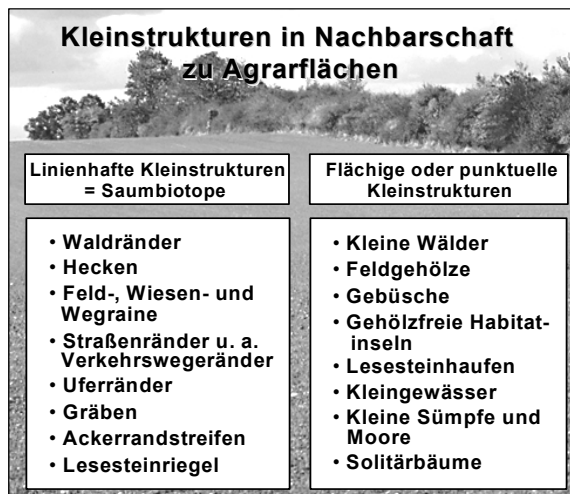 Kleinstrukturen in Nachbarschaft
zu Agrarflächen
Linienhafte Kleinstrukturen
= Saumbiotope
• Waldränder
• Hecken
• Feld-, Wiesen- und
Wegraine
• Straßenränder u. a.
Verkehrswegeränder
• Uferränder
• Gräben
• Ackerrandstreifen
• Lesesteinriegel
Flächige oder punktuelle
Kleinstrukturen
• Kleine Wälder
• Feldgehölze
• Gebüsche
• Gehölzfreie Habitat-
inseln
• Lesesteinhaufen
• Kleingewässer
• Kleine Sümpfe und
Moore
• Solitärbäume